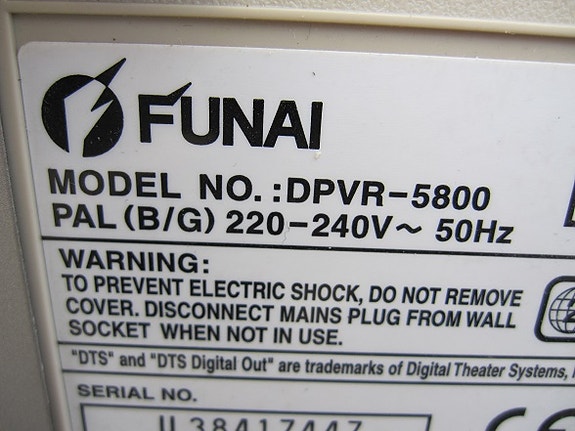 FUNAI
MODEL NO.:DPVR-5800
PAL (B/G) 220-240V~ 50Hz
WARNING:
TO PREVENT ELECTRIC SHOCK, DO NOT REMOVE
COVER. DISCONNECT MAINS PLUG FROM WALL
SOCKET WHEN NOT IN USE.
"DTS" and "DTS Digital Out" are trademarks of Digital Theater Systems,
SERIAL NO.
38417447
CE